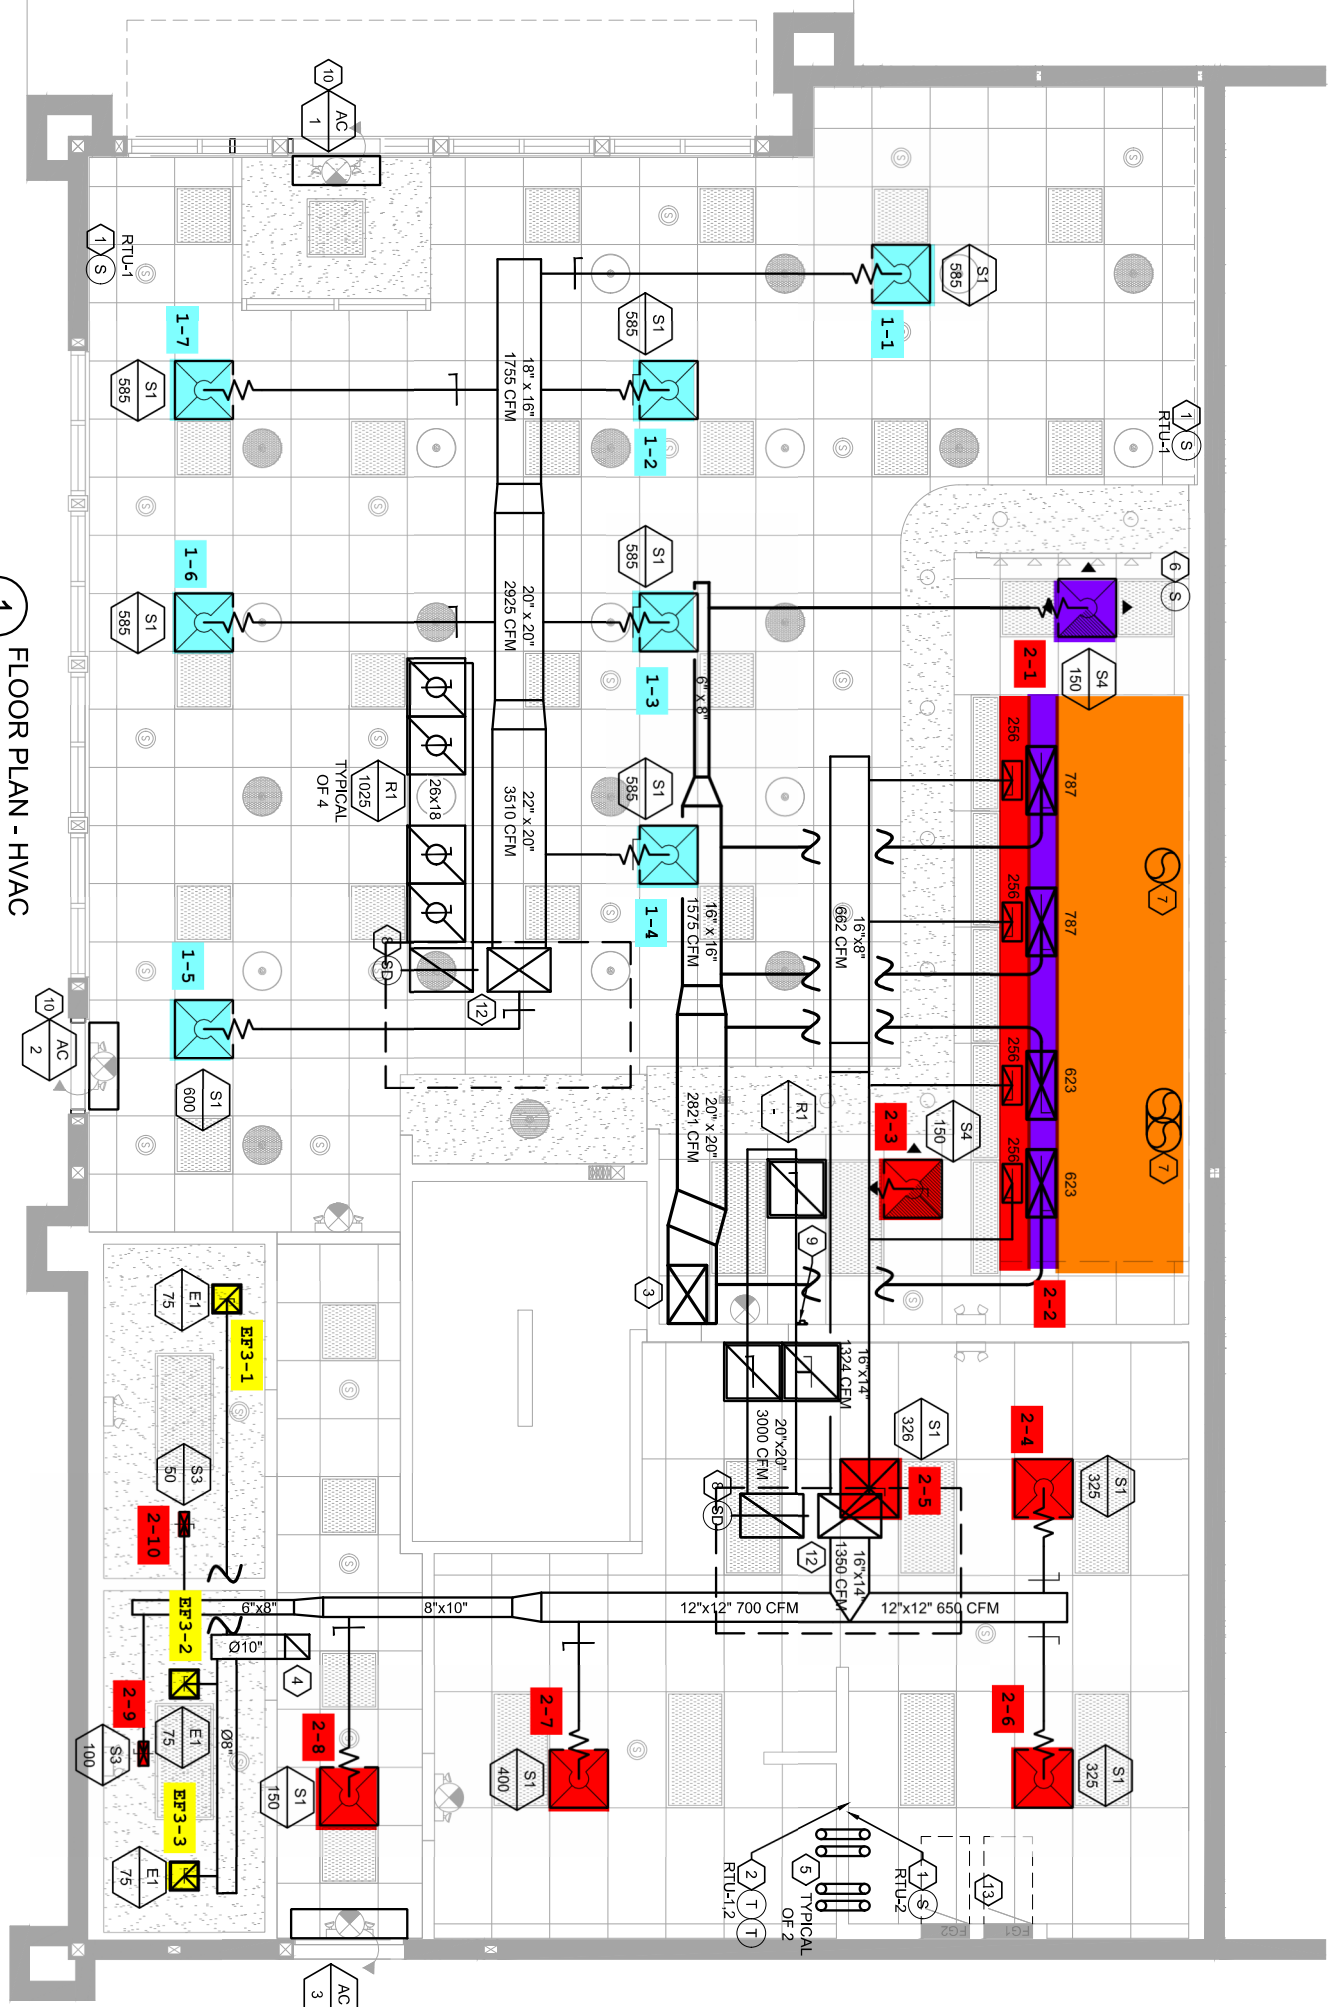 10
AC
1
RTU-1
1
S
S1
585
1-1
1-7
S1
585
S1
585
1-2
18" x 16"
1755 CFM
1
S
RTU-1
6
S
1-6
S1
585
S1
585
1-3
20" x 20"
2925 CFM
6" x 8"
2-1
S4
150
256
787
256
787
256
623
256
623
7
7
2-2
R1
1025
TYPICAL
OF 4
26x18
22" x 20"
3510 CFM
S1
585
1-4
16" x 16"
1575 CFM
16"x8"
662 CFM
8
SD
12
1-5
S1
600
10
AC
2
20" x 20"
2821 CFM
R1
-
2-3
S4
150
9
3
16"x14"
1324 CFM
20"x20"
3000 CFM
S1
326
2-5
2-4
S1
325
8
SD
12
16"x14"
1350 CFM
E1
75
EF3-1
S3
50
2-10
EF3-2
6"x8"
8"x10"
12"x12" 700 CFM
12"x12" 650 CFM
Ø10"
4
Ø8"
2-9
S3
100
E1
75
EF3-3
E1
75
2-8
S1
150
2-7
S1
400
2-6
S1
325
2
T
T
RTU-1,2
5
TYPICAL
OF 2
1
S
RTU-2
13
FG2
FG1
AC
3
1
FLOOR PLAN - HVAC